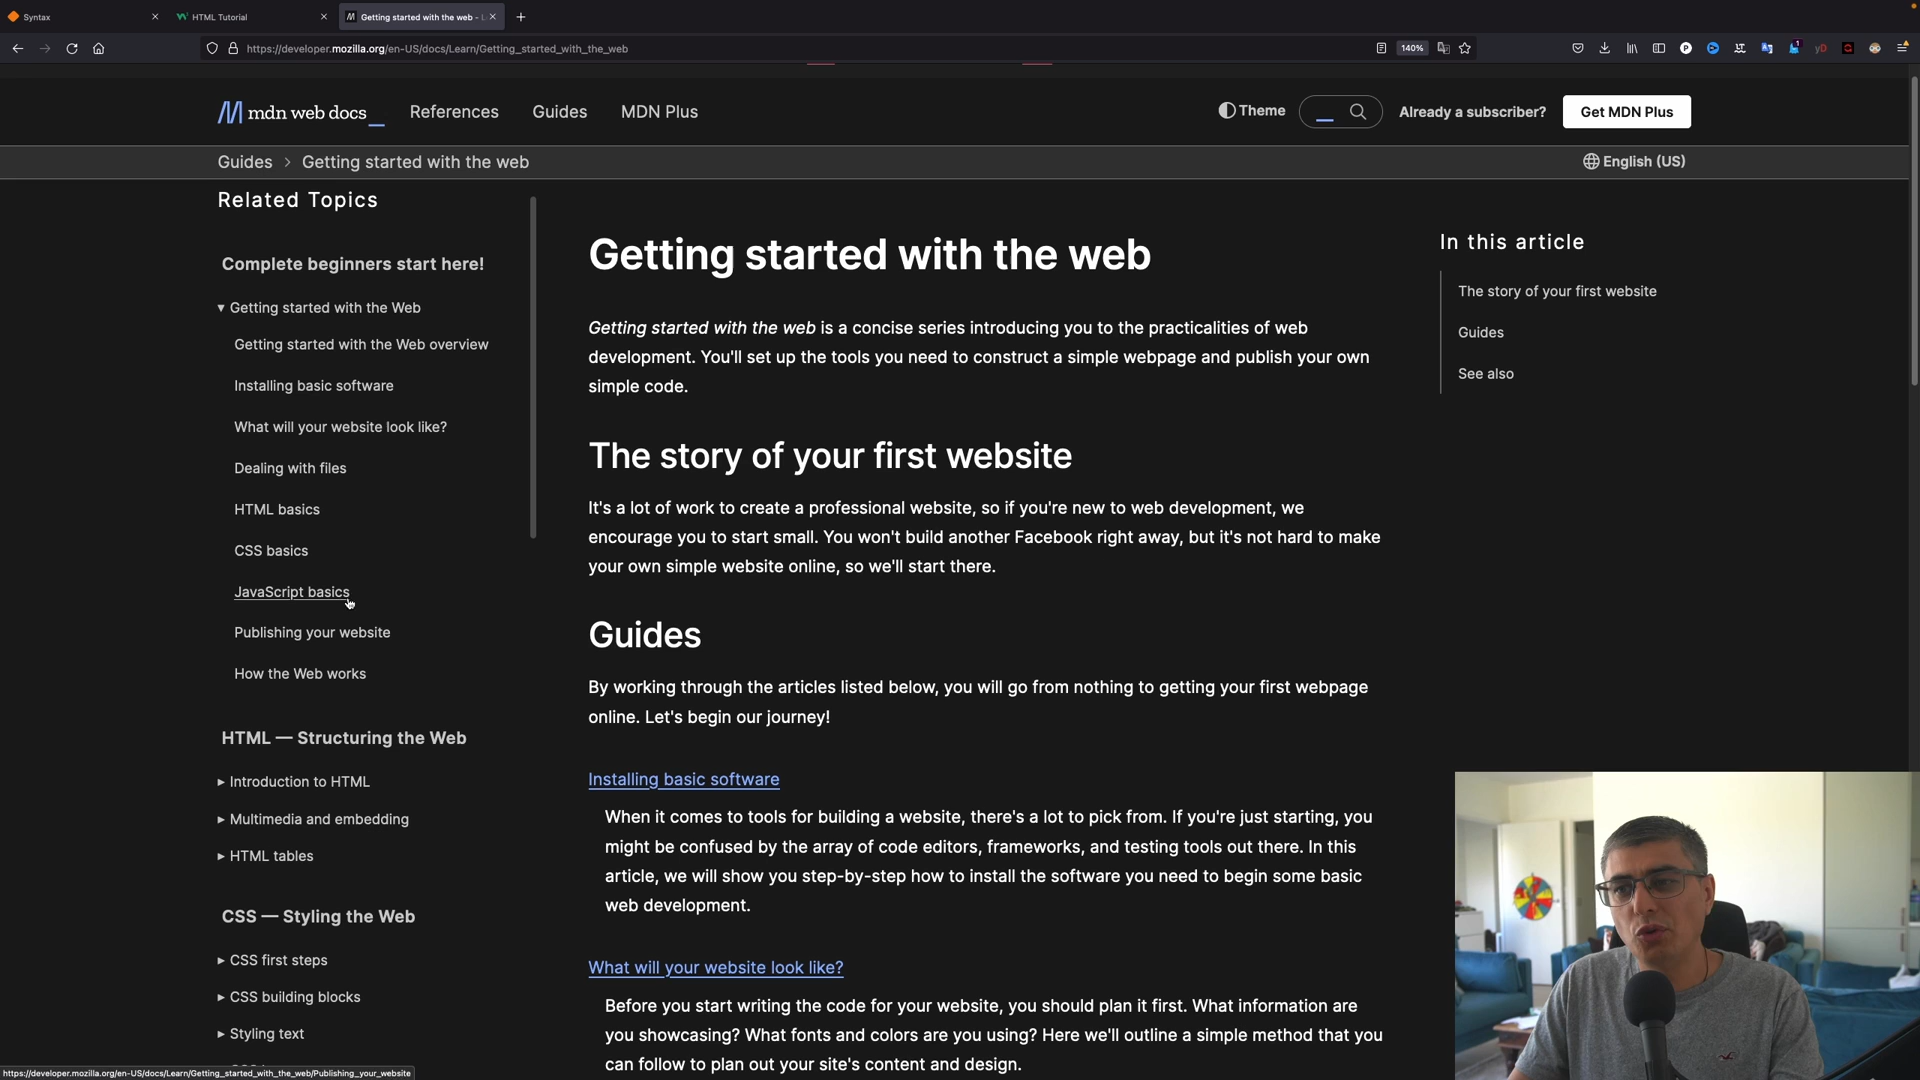 Syntax
HTML Tutorial
Getting started with the web -
https://developer.mozilla.org/en-US/docs/Learn/Getting_started_with_the_web
140%
mdn web docs_
References
Guides
MDN Plus
Theme
Already a subscriber?
Get MDN Plus
Guides > Getting started with the web
English (US)
Related Topics
Complete beginners start here!
▾ Getting started with the Web
Getting started with the Web overview
Installing basic software
What will your website look like?
Dealing with files
HTML basics
CSS basics
JavaScript basics
Publishing your website
How the Web works
HTML — Structuring the Web
▸ Introduction to HTML
▸ Multimedia and embedding
▸ HTML tables
CSS — Styling the Web
▸ CSS first steps
▸ CSS building blocks
▸ Styling text
Getting started with the web
Getting started with the web is a concise series introducing you to the practicalities of web
development. You'll set up the tools you need to construct a simple webpage and publish your own
simple code.
The story of your first website
It's a lot of work to create a professional website, so if you're new to web development, we
encourage you to start small. You won't build another Facebook right away, but it's not hard to make
your own simple website online, so we'll start there.
Guides
By working through the articles listed below, you will go from nothing to getting your first webpage
online. Let's begin our journey!
Installing basic software
When it comes to tools for building a website, there's a lot to pick from. If you're just starting, you
might be confused by the array of code editors, frameworks, and testing tools out there. In this
article, we will show you step-by-step how to install the software you need to begin some basic
web development.
What will your website look like?
Before you start writing the code for your website, you should plan it first. What information are
you showcasing? What fonts and colors are you using? Here we'll outline a simple method that you
can follow to plan out your site's content and design.
In this article
The story of your first website
Guides
See also
https://developer.mozilla.org/en-US/docs/Learn/Getting_started_with_the_web/Publishing_your_website